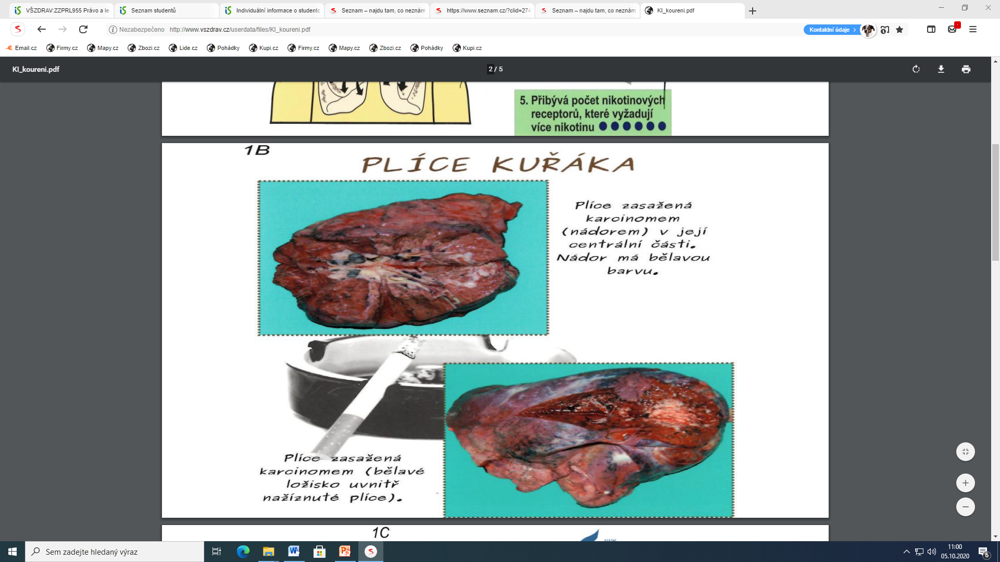 VŠZDRAV:ZZPRL955 Právo a le
Seznam studentů
Individuální informace o studento
Seznam – najdu tam, co neznám
https://www.seznam.cz/?clid=274
Seznam – najdu tam, co neznám
KI_koureni.pdf
Nezabezpečeno
http://www.vszdrav.cz/userdata/files/KI_koureni.pdf
Kontaktní údaje
Email.cz
Firmy.cz
Mapy.cz
Zbozi.cz
Lide.cz
Pohádky
Kupi.cz
Firmy.cz
Mapy.cz
Zbozi.cz
Pohádky
Kupi.cz
KI_koureni.pdf
2 / 5
5. Přibývá počet nikotinových
receptorů, které vyžadují
více nikotinu
1B
PLÍCE KUŘÁKA
Plíce zasažená
karcinomem
(nádorem) v její
centrální části.
Nádor má bělavou
barvu.
Plíce zasažená
karcinomem (bělavé
ložisko uvnitř
nažíznuté plíce).
1C
STÁTNÍ
Sem zadejte hledaný výraz
11:00
05.10.2020
6